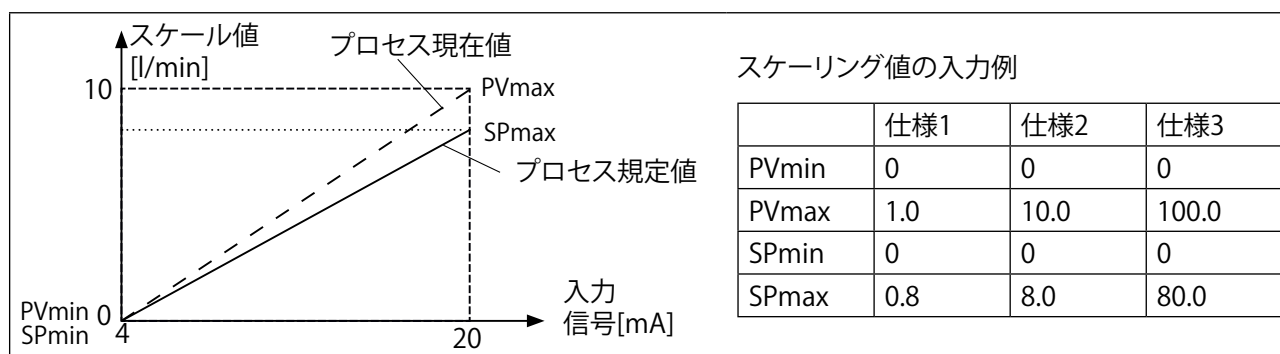 スケール値
[l/min]
プロセス現在値
10
PVmax
SPmax
プロセス規定値
PVmin 0
SPmin
4
20
入力
信号[mA]
スケーリング値の入力例
仕様1 仕様2 仕様3
PVmin 0 0 0
PVmax 1.0 10.0 100.0
SPmin 0 0 0
SPmax 0.8 8.0 80.0